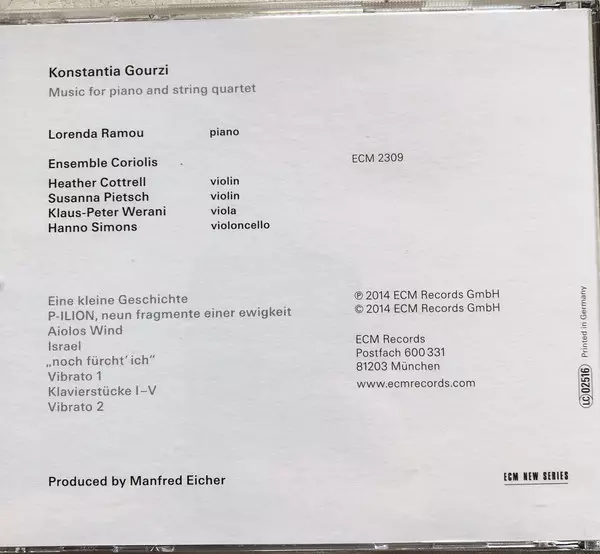 Konstantia Gourzi
Music for piano and string quartet
Lorenda Ramou piano
Ensemble Coriolis
Heather Cottrell violin
Susanna Pietsch violin
Klaus-Peter Werani viola
Hanno Simons violoncello
ECM 2309
Eine kleine Geschichte
P-ILION, neun fragmente einer ewigkeit
Aiolos Wind
Israel
„noch fürcht’ ich”
Vibrato 1
Klavierstücke I–V
Vibrato 2
℗ 2014 ECM Records GmbH
© 2014 ECM Records GmbH
ECM Records
Postfach 600 331
81203 München
www.ecmrecords.com
LC 02516 Printed in Germany
Produced by Manfred Eicher
ECM NEW SERIES